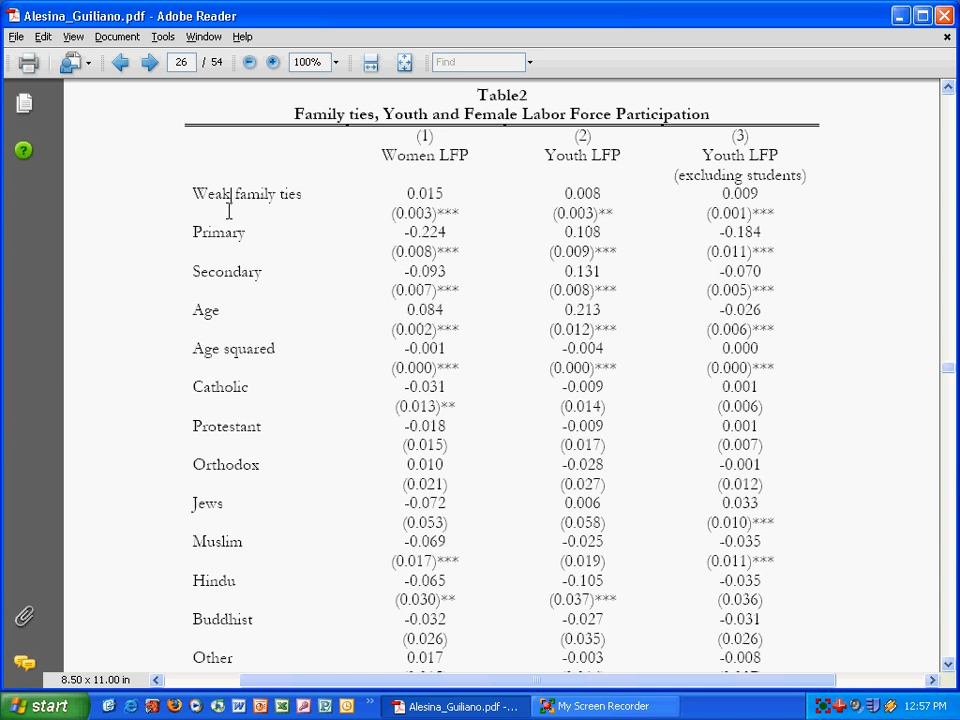 Alesina_Guiliano.pdf - Adobe Reader
File Edit View Document Tools Window Help
26 / 54 100% Find
Table2
Family ties, Youth and Female Labor Force Participation
(1) (2) (3)
Women LFP Youth LFP Youth LFP
(excluding students)
Weak family ties 0.015 0.008 0.009
(0.003)*** (0.003)** (0.001)***
Primary -0.224 0.108 -0.184
(0.008)*** (0.009)*** (0.011)***
Secondary -0.093 0.131 -0.070
(0.007)*** (0.008)*** (0.005)***
Age 0.084 0.213 -0.026
(0.002)*** (0.012)*** (0.006)***
Age squared -0.001 -0.004 0.000
(0.000)*** (0.000)*** (0.000)***
Catholic -0.031 -0.009 0.001
(0.013)** (0.014) (0.006)
Protestant -0.018 -0.009 0.001
(0.015) (0.017) (0.007)
Orthodox 0.010 -0.028 -0.001
(0.021) (0.027) (0.012)
Jews -0.072 0.006 0.033
(0.053) (0.058) (0.010)***
Muslim -0.069 -0.025 -0.035
(0.017)*** (0.019) (0.011)***
Hindu -0.065 -0.105 -0.035
(0.030)** (0.037)*** (0.036)
Buddhist -0.032 -0.027 -0.031
(0.026) (0.035) (0.026)
Other 0.017 -0.003 -0.008
8.50 x 11.00 in
start Alesina_Guiliano.pdf -... My Screen Recorder 12:57 PM